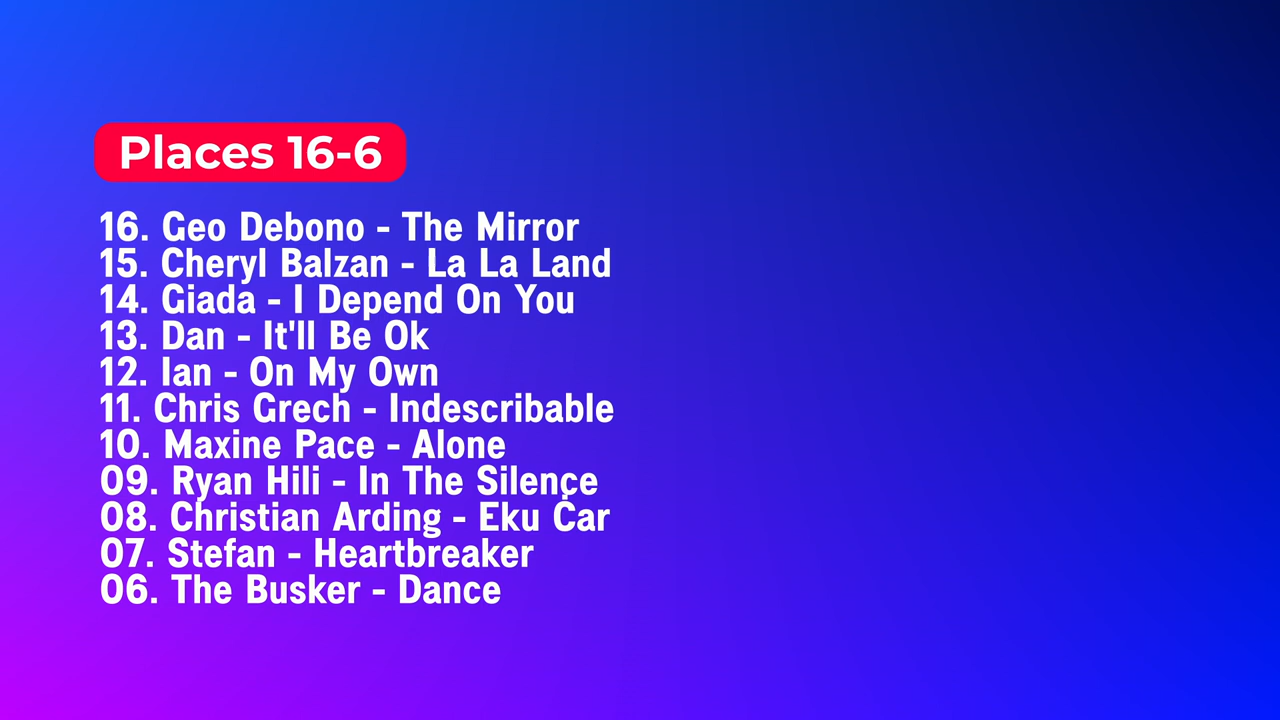 Places 16-6
16. Geo Debono - The Mirror
15. Cheryl Balzan - La La Land
14. Giada - I Depend On You
13. Dan - It'll Be Ok
12. Ian - On My Own
11. Chris Grech - Indescribable
10. Maxine Pace - Alone
09. Ryan Hili - In The Silence
08. Christian Arding - Eku Ċar
07. Stefan - Heartbreaker
06. The Busker - Dance